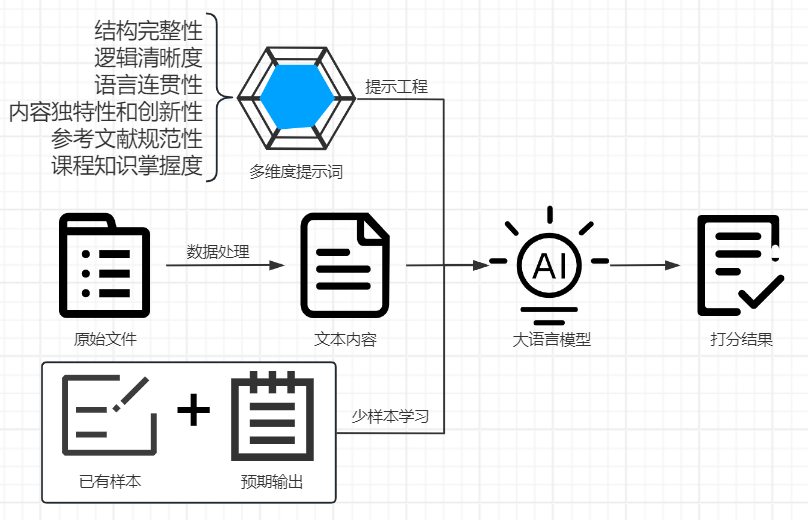 结构完整性
逻辑清晰度
语言连贯性
内容独特性和创新性
参考文献规范性
课程知识掌握度
提示工程
多维度提示词
数据处理
AI
原始文件
文本内容
大语言模型
打分结果
少样本学习
已有样本
预期输出